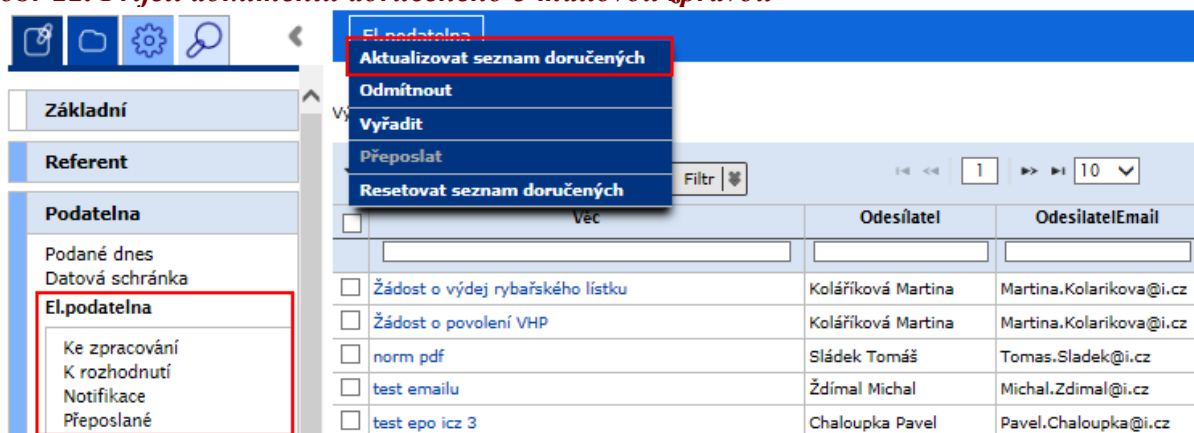 El.podatelna
Aktualizovat seznam doručených
Odmítnout
Vyřadit
Přeposlat
Resetovat seznam doručených
Základní
Referent
Podatelna
Podané dnes
Datová schránka
El.podatelna
Ke zpracování
K rozhodnutí
Notifikace
Přeposlané
Filtr
1
10
Věc Odesílatel OdesilatelEmail
Žádost o výdej rybařského lístku Koláříková Martina Martina.Kolarikova@i.cz
Žádost o povolení VHP Koláříková Martina Martina.Kolarikova@i.cz
norm pdf Sládek Tomáš Tomas.Sladek@i.cz
test emailu Ždímal Michal Michal.Zdimal@i.cz
test epo icz 3 Chaloupka Pavel Pavel.Chaloupka@i.cz